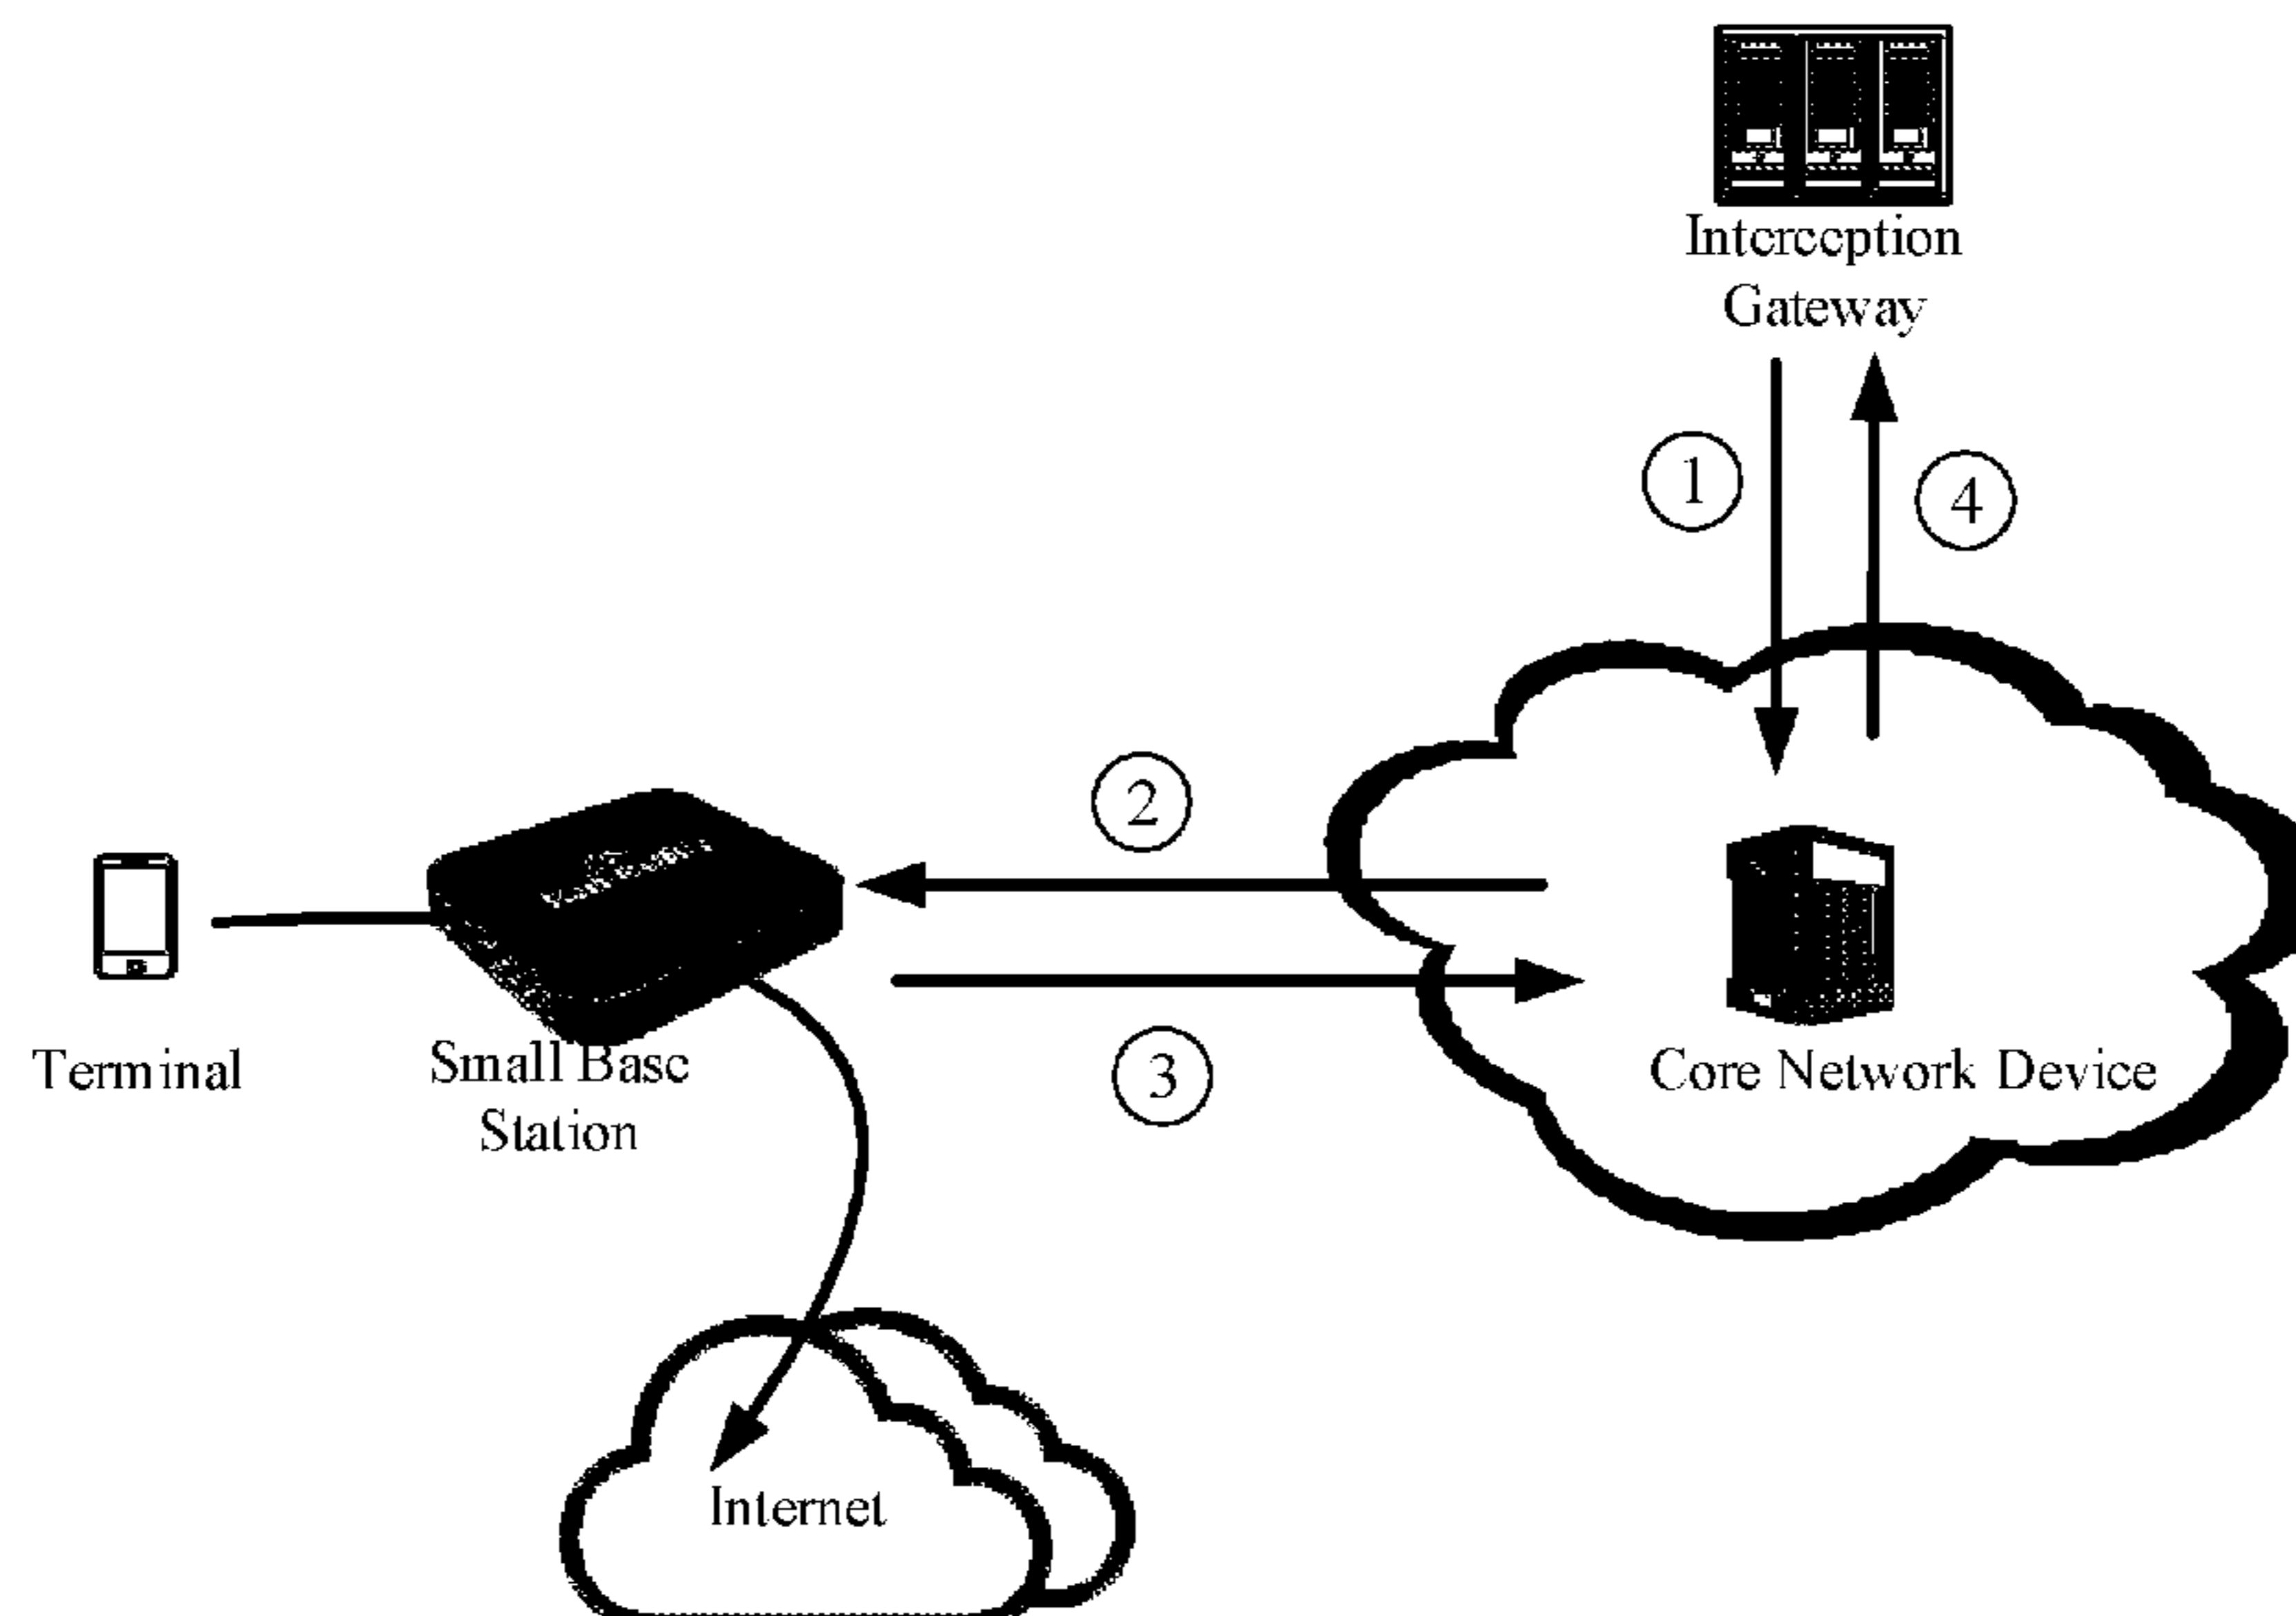 Interception
Gateway
1
4
2
Terminal
Small Base
Station
3
Core Network Device
Internet